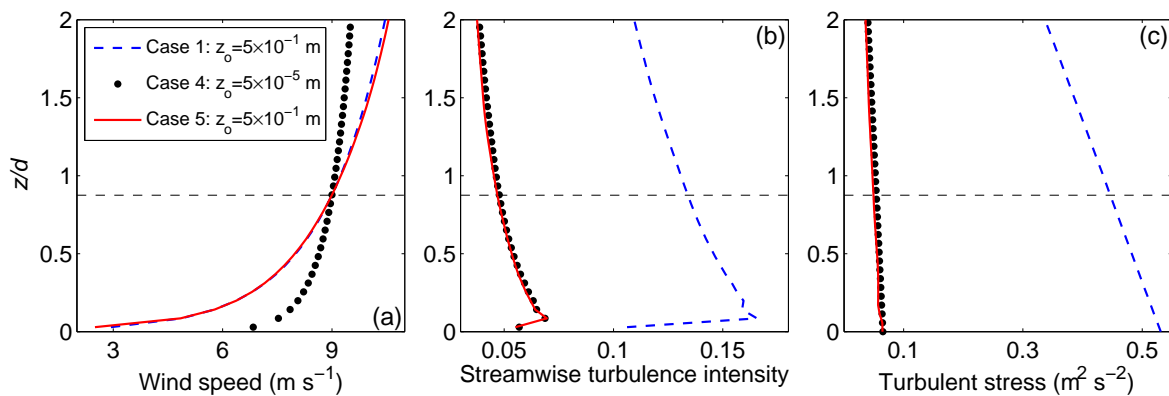 2
1.5
1
0.5
0
z/d
Case 1: z_o=5×10^−1 m
Case 4: z_o=5×10^−5 m
Case 5: z_o=5×10^−1 m
(a)
3 6 9
Wind speed (m s^−1)
2
1.5
1
0.5
0
(b)
0.05 0.1 0.15
Streamwise turbulence intensity
2
1.5
1
0.5
0
(c)
0.1 0.3 0.5
Turbulent stress (m^2 s^−2)